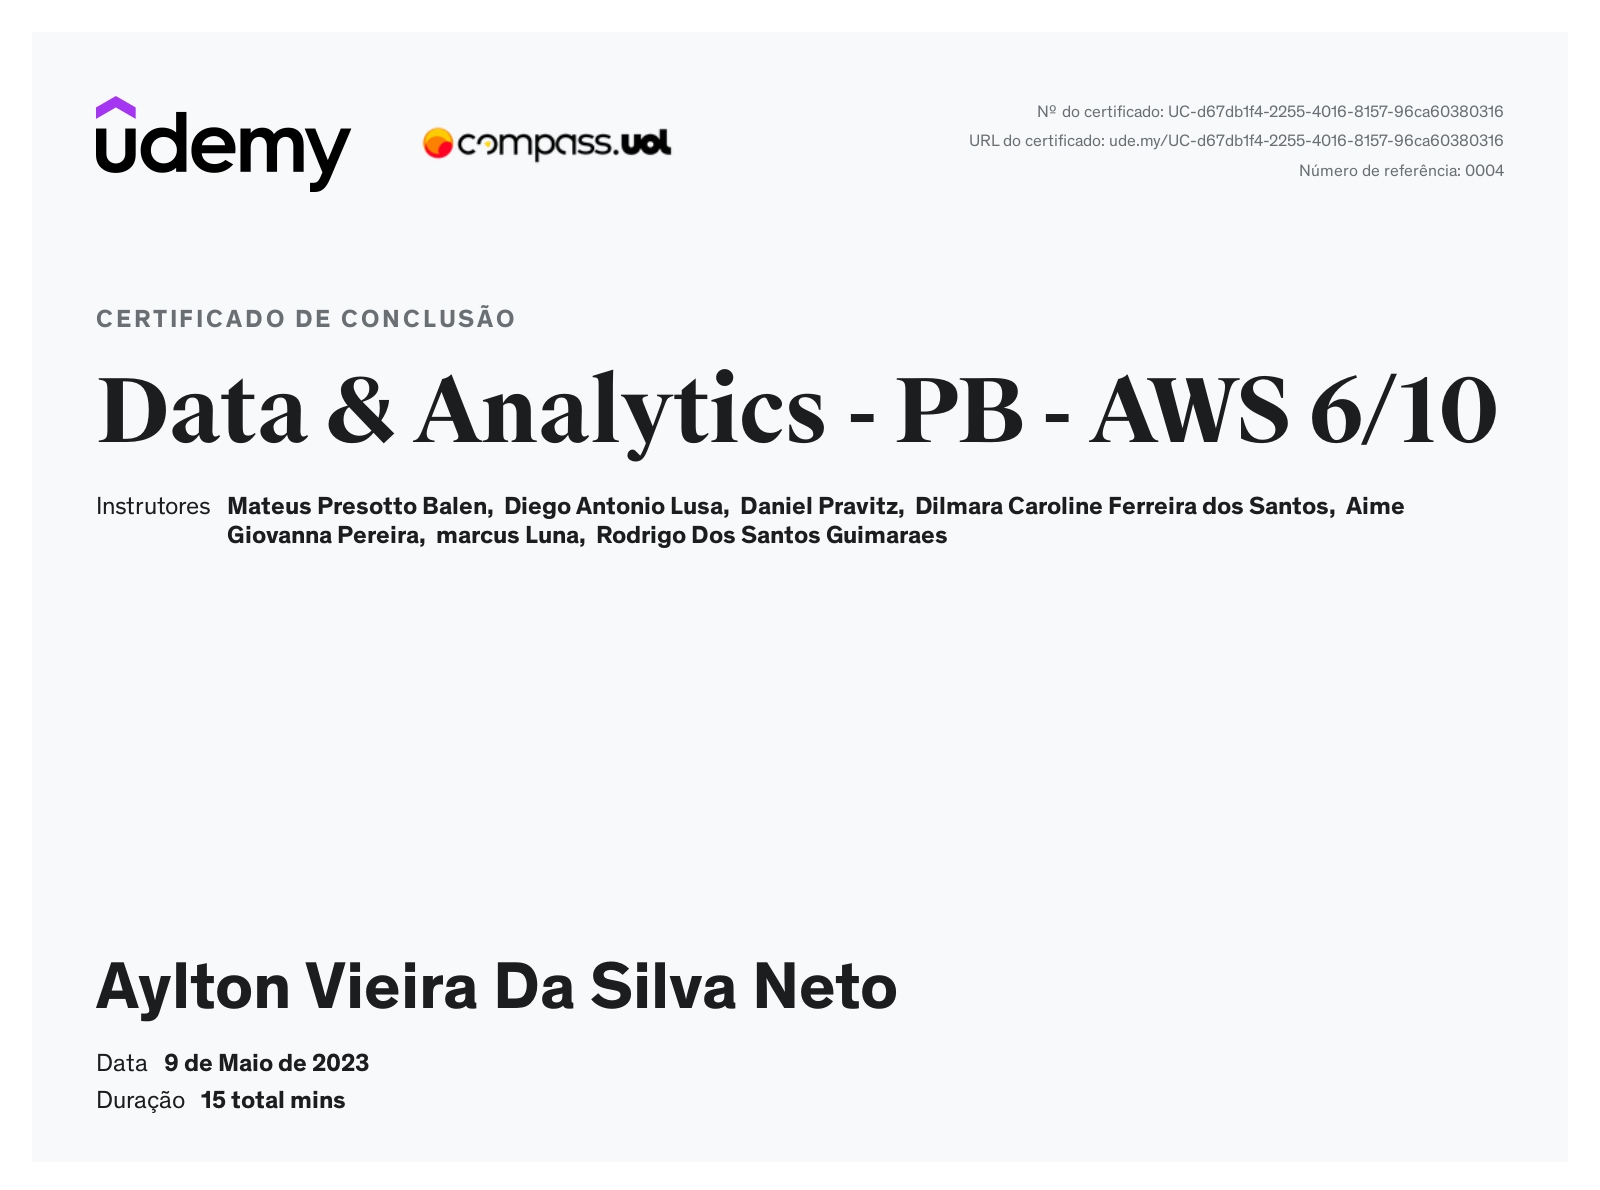 udemy
compass.uol
Nº do certificado: UC-d67db1f4-2255-4016-8157-96ca60380316
URL do certificado: ude.my/UC-d67db1f4-2255-4016-8157-96ca60380316
Número de referência: 0004
CERTIFICADO DE CONCLUSÃO
Data & Analytics - PB - AWS 6/10
Instrutores Mateus Presotto Balen, Diego Antonio Lusa, Daniel Pravitz, Dilmara Caroline Ferreira dos Santos, Aime
Giovanna Pereira, marcus Luna, Rodrigo Dos Santos Guimaraes
Aylton Vieira Da Silva Neto
Data 9 de Maio de 2023
Duração 15 total mins